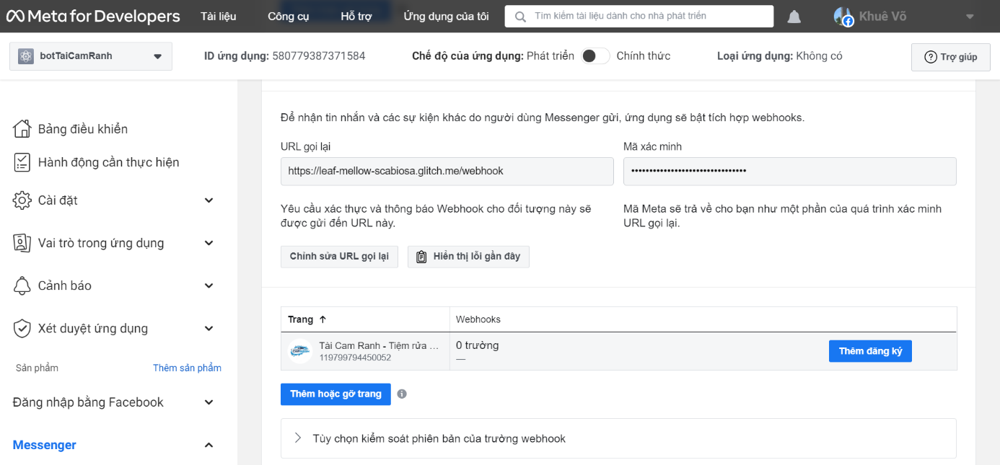 Meta for Developers Tài liệu Công cụ Hỗ trợ Ứng dụng của tôi Tìm kiếm tài liệu dành cho nhà phát triển Khuê Võ
botTaiCamRanh ID ứng dụng: 580779387371584 Chế độ của ứng dụng: Phát triển Chính thức Loại ứng dụng: Không có Trợ giúp
Bảng điều khiển
Hành động cần thực hiện
Cài đặt
Vai trò trong ứng dụng
Cảnh báo
Xét duyệt ứng dụng
Sản phẩm Thêm sản phẩm
Đăng nhập bằng Facebook
Messenger
Để nhận tin nhắn và các sự kiện khác do người dùng Messenger gửi, ứng dụng sẽ bật tích hợp webhooks.
URL gọi lại Mã xác minh
https://leaf-mellow-scabiosa.glitch.me/webhook ••••••••••••••••••••••••••••••••
Yêu cầu xác thực và thông báo Webhook cho đối tượng này sẽ
được gửi đến URL này.
Mã Meta sẽ trả về cho bạn như một phần của quá trình xác minh
URL gọi lại.
Chỉnh sửa URL gọi lại Hiển thị lỗi gần đây
Trang ↑ Webhooks
Tài Cam Ranh - Tiệm rửa ... 0 trường
119799794450052 — Thêm đăng ký
Thêm hoặc gỡ trang
Tùy chọn kiểm soát phiên bản của trường webhook